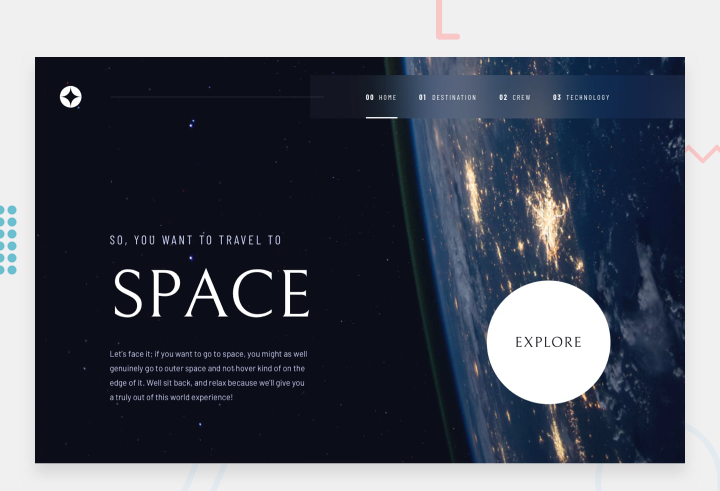 00 HOME 01 DESTINATION 02 CREW 03 TECHNOLOGY
SO, YOU WANT TO TRAVEL TO
SPACE
Let's face it; if you want to go to space, you might as well
genuinely go to outer space and not hover kind of on the
edge of it. Well sit back, and relax because we'll give you
a truly out of this world experience!
EXPLORE